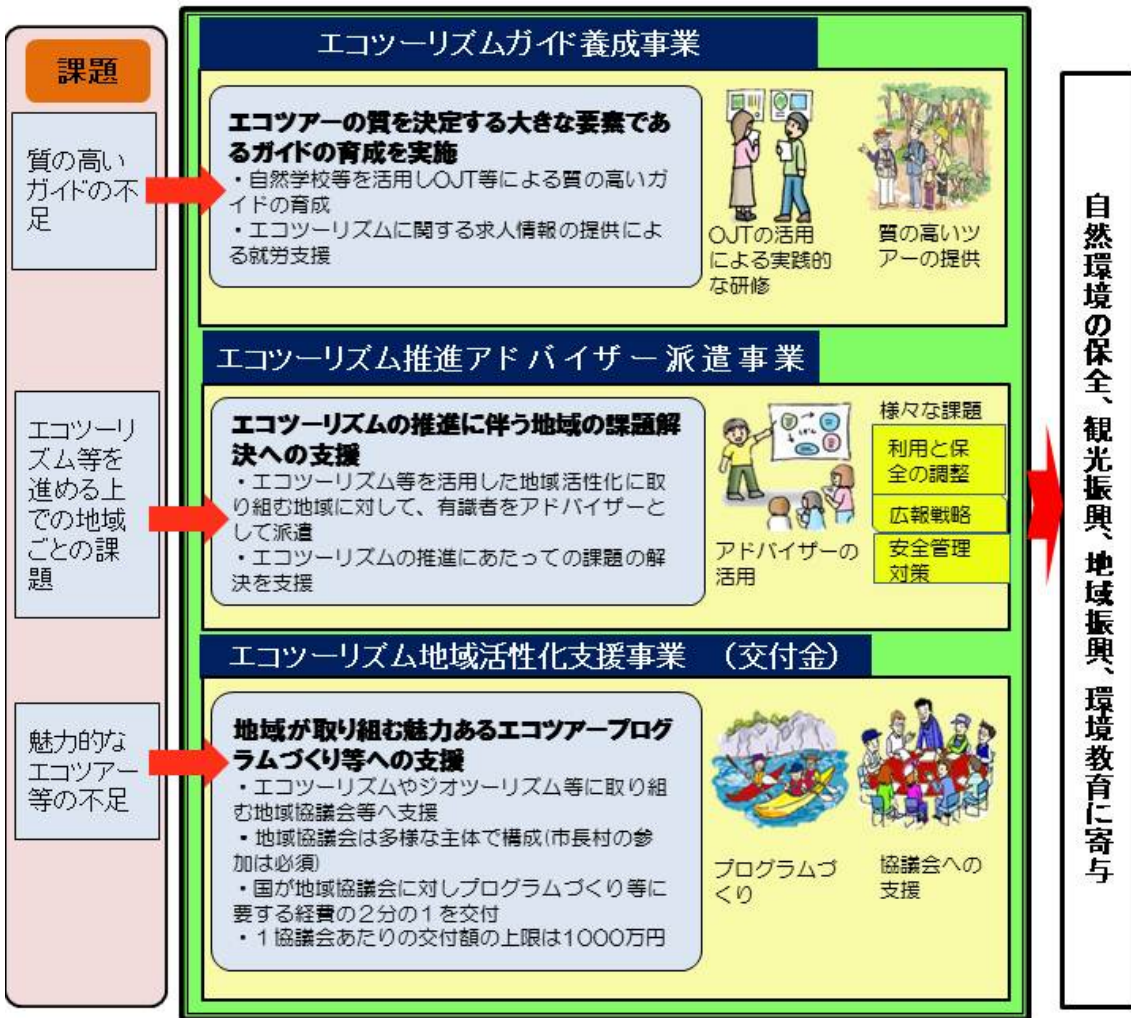 課題
質の高い
ガイドの不
足
エコツーリ
ズム等を
進める上
での地域
ごとの課
題
魅力的な
エコツアー
等の不足
エコツーリズムガイド養成事業
エコツアーの質を決定する大きな要素であ
るガイドの育成を実施
・自然学校等を活用しOJT等による質の高いガ
イドの育成
・エコツーリズムに関する求人情報の提供によ
る就労支援
OJTの活用
による実践的
な研修
質の高いツ
アーの提供
エコツーリズム推進アドバイザー派遣事業
エコツーリズムの推進に伴う地域の課題解
決への支援
・エコツーリズム等を活用した地域活性化に取
り組む地域に対して、有識者をアドバイザーと
して派遣
・エコツーリズムの推進にあたっての課題の解
決を支援
アドバイザーの
活用
様々な課題
利用と保
全の調整
広報戦略
安全管理
対策
エコツーリズム地域活性化支援事業 （交付金）
地域が取り組む魅力あるエコツアープログ
ラムづくり等への支援
・エコツーリズムやジオツーリズム等に取り組
む地域協議会等へ支援
・地域協議会は多様な主体で構成(市長村の参
加は必須)
・国が地域協議会に対しプログラムづくり等に
要する経費の２分の１を交付
・１協議会あたりの交付額の上限は1000万円
プログラムづ
くり
協議会への
支援
自然環境の保全、観光振興、地域振興、環境教育に寄与